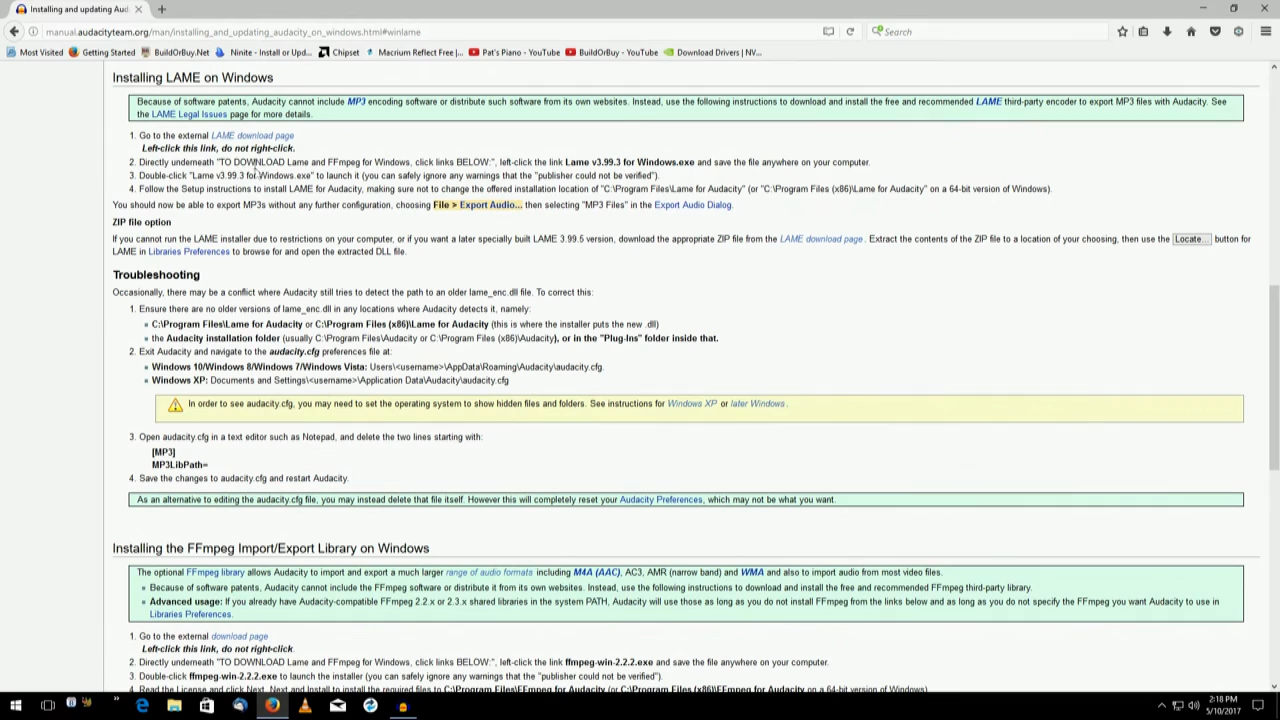 Installing and updating Aud
manual.audacityteam.org/man/installing_and_updating_audacity_on_windows.html#winlame
Search
Most Visited Getting Started BuildOrBuy.Net Ninite - Install or Upd... Chipset Macrium Reflect Free |... Pat's Piano - YouTube BuildOrBuy - YouTube Download Drivers | NV...
Installing LAME on Windows
Because of software patents, Audacity cannot include MP3 encoding software or distribute such software from its own websites. Instead, use the following instructions to download and install the free and recommended LAME third-party encoder to export MP3 files with Audacity. See
the LAME Legal Issues page for more details.
1. Go to the external LAME download page
Left-click this link, do not right-click.
2. Directly underneath "TO DOWNLOAD Lame and FFmpeg for Windows, click links BELOW:", left-click the link Lame v3.99.3 for Windows.exe and save the file anywhere on your computer.
3. Double-click "Lame v3.99.3 for Windows.exe" to launch it (you can safely ignore any warnings that the "publisher could not be verified").
4. Follow the Setup instructions to install LAME for Audacity, making sure not to change the offered installation location of "C:\Program Files\Lame for Audacity" (or "C:\Program Files (x86)\Lame for Audacity" on a 64-bit version of Windows).
You should now be able to export MP3s without any further configuration, choosing File > Export Audio... then selecting "MP3 Files" in the Export Audio Dialog.
ZIP file option
If you cannot run the LAME installer due to restrictions on your computer, or if you want a later specially built LAME 3.99.5 version, download the appropriate ZIP file from the LAME download page. Extract the contents of the ZIP file to a location of your choosing, then use the Locate... button for
LAME in Libraries Preferences to browse for and open the extracted DLL file.
Troubleshooting
Occasionally, there may be a conflict where Audacity still tries to detect the path to an older lame_enc.dll file. To correct this:
1. Ensure there are no older versions of lame_enc.dll in any locations where Audacity detects it, namely:
C:\Program Files\Lame for Audacity or C:\Program Files (x86)\Lame for Audacity (this is where the installer puts the new .dll)
the Audacity installation folder (usually C:\Program Files\Audacity or C:\Program Files (x86)\Audacity), or in the "Plug-Ins" folder inside that.
2. Exit Audacity and navigate to the audacity.cfg preferences file at:
Windows 10/Windows 8/Windows 7/Windows Vista: Users\<username>\AppData\Roaming\Audacity\audacity.cfg.
Windows XP: Documents and Settings\<username>\Application Data\Audacity\audacity.cfg
In order to see audacity.cfg, you may need to set the operating system to show hidden files and folders. See instructions for Windows XP or later Windows.
3. Open audacity.cfg in a text editor such as Notepad, and delete the two lines starting with:
[MP3]
MP3LibPath=
4. Save the changes to audacity.cfg and restart Audacity.
As an alternative to editing the audacity.cfg file, you may instead delete that file itself. However this will completely reset your Audacity Preferences, which may not be what you want.
Installing the FFmpeg Import/Export Library on Windows
The optional FFmpeg library allows Audacity to import and export a much larger range of audio formats including M4A (AAC), AC3, AMR (narrow band) and WMA and also to import audio from most video files.
Because of software patents, Audacity cannot include the FFmpeg software or distribute it from its own websites. Instead, use the following instructions to download and install the free and recommended FFmpeg third-party library.
Advanced usage: if you already have Audacity-compatible FFmpeg 2.2.x or 2.3.x shared libraries in the system PATH, Audacity will use those as long as you do not install FFmpeg from the links below and as long as you do not specify the FFmpeg you want Audacity to use in
Libraries Preferences.
1. Go to the external download page
Left-click this link, do not right-click.
2. Directly underneath "TO DOWNLOAD Lame and FFmpeg for Windows, click links BELOW:", left-click the link ffmpeg-win-2.2.2.exe and save the file anywhere on your computer.
3. Double-click ffmpeg-win-2.2.2.exe to launch the installer (you can safely ignore any warnings that the "publisher could not be verified").
4. Read the License and click Next, Next and Install to install the required files to C:\Program Files\FFmpeg for Audacity (or C:\Program Files (x86)\FFmpeg for Audacity on a 64-bit version of Windows)
2:18 PM
5/10/2017